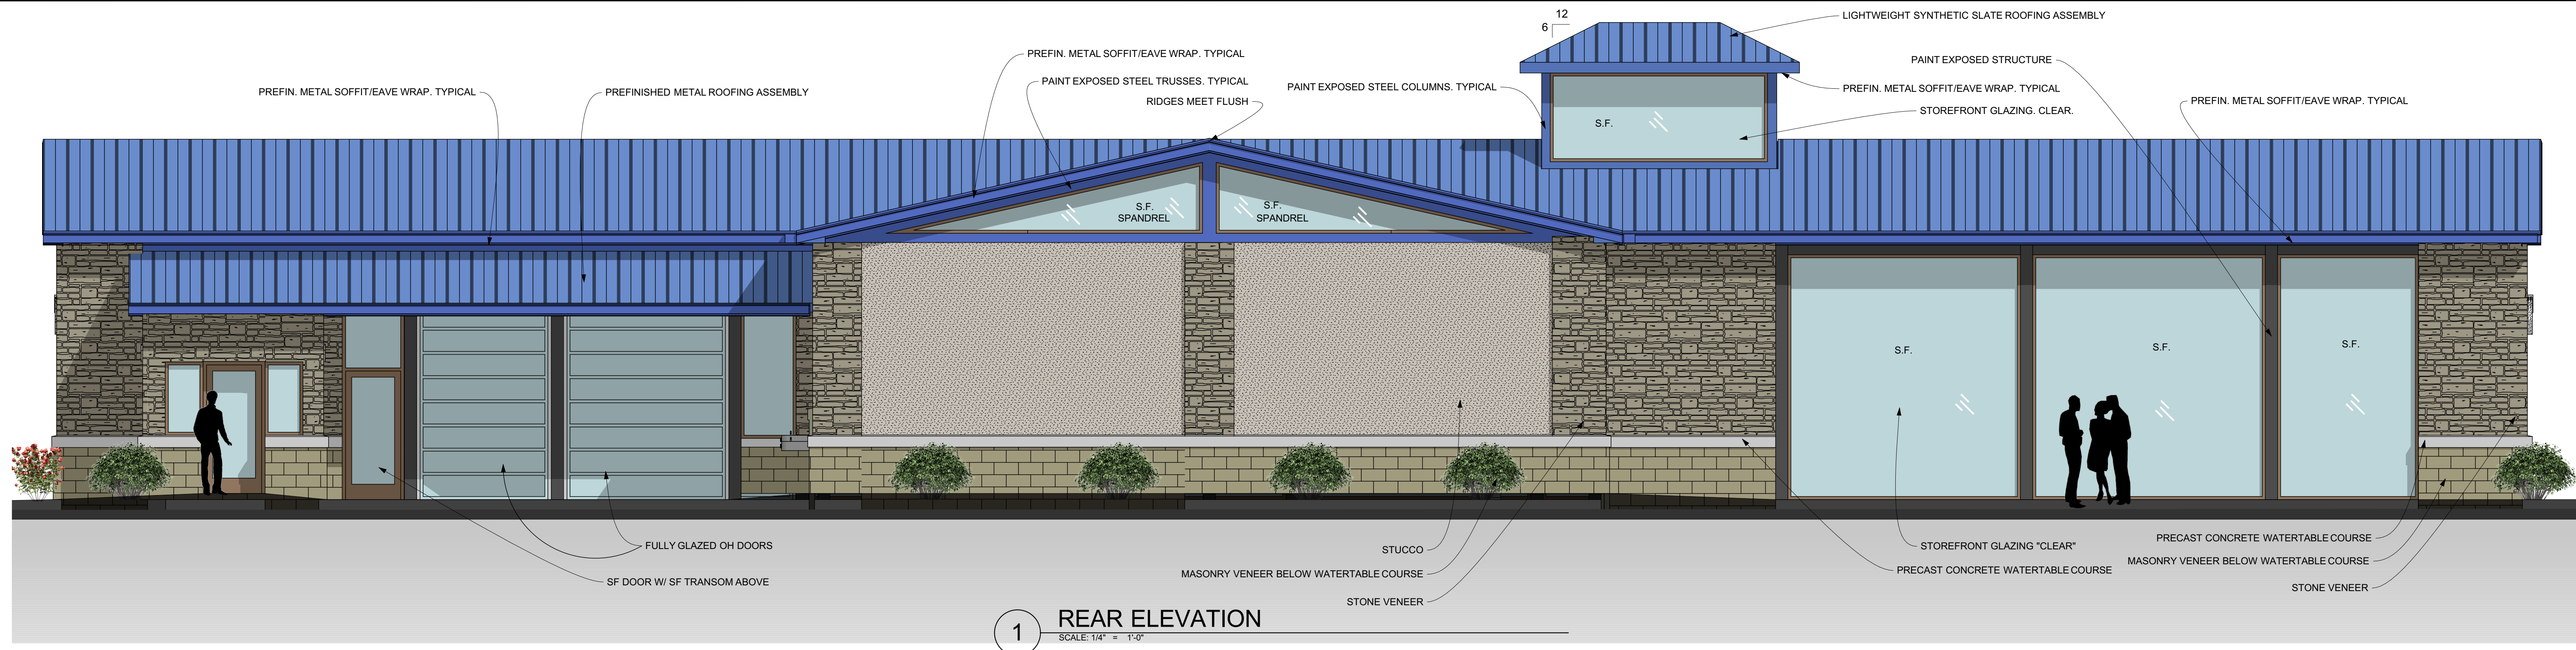 12
6
LIGHTWEIGHT SYNTHETIC SLATE ROOFING ASSEMBLY
PREFIN. METAL SOFFIT/EAVE WRAP. TYPICAL
PAINT EXPOSED STRUCTURE
PREFIN. METAL SOFFIT/EAVE WRAP. TYPICAL
PREFINISHED METAL ROOFING ASSEMBLY
PAINT EXPOSED STEEL TRUSSES. TYPICAL
RIDGES MEET FLUSH
PAINT EXPOSED STEEL COLUMNS. TYPICAL
PREFIN. METAL SOFFIT/EAVE WRAP. TYPICAL
PREFIN. METAL SOFFIT/EAVE WRAP. TYPICAL
STOREFRONT GLAZING. CLEAR.
S.F.
S.F.
SPANDREL
S.F.
SPANDREL
S.F.
S.F.
S.F.
FULLY GLAZED OH DOORS
SF DOOR W/ SF TRANSOM ABOVE
STUCCO
MASONRY VENEER BELOW WATERTABLE COURSE
STONE VENEER
STOREFRONT GLAZING "CLEAR"
PRECAST CONCRETE WATERTABLE COURSE
PRECAST CONCRETE WATERTABLE COURSE
MASONRY VENEER BELOW WATERTABLE COURSE
STONE VENEER
1
REAR ELEVATION
SCALE: 1/4" = 1'-0"